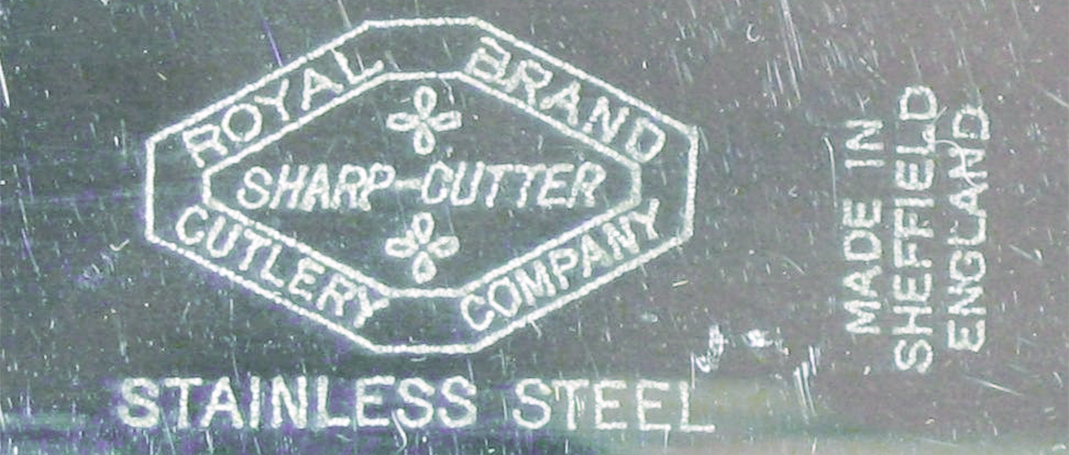 ROYAL BRAND
SHARP-CUTTER
CUTLERY COMPANY
STAINLESS STEEL
MADE IN
SHEFFIELD
ENGLAND